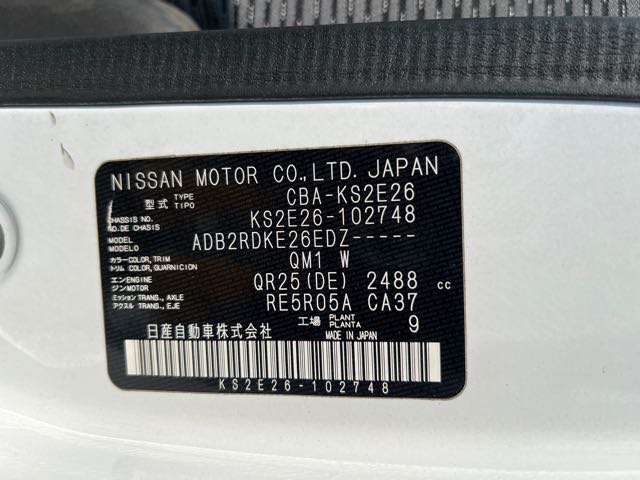 NISSAN MOTOR CO.,LTD. JAPAN
型式 TYPE TIPO CBA-KS2E26
CHASSIS NO. NO.DE CHASIS KS2E26-102748
MODEL MODELO ADB2RDKE26EDZ-----
カラー COLOR, TRIM トリム COLOR, GUARNICION QM1 W
エンジン ENGINE MOTOR QR25(DE) 2488 cc
ミッション TRANS., AXLE アクスル TRANS., EJE RE5R05A CA37
工場 PLANT PLANTA 9
日産自動車株式会社 MADE IN JAPAN
KS2E26-102748